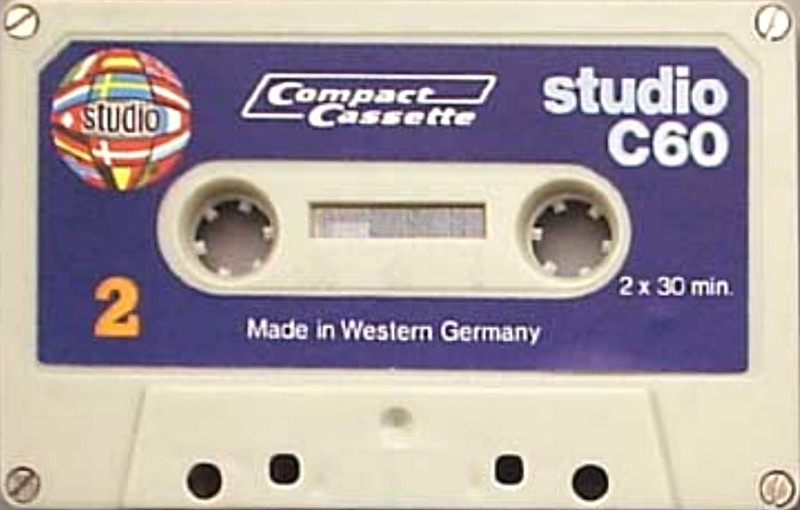 studio
Compact
Cassette
studio
C60
2 x 30 min.
2
Made in Western Germany